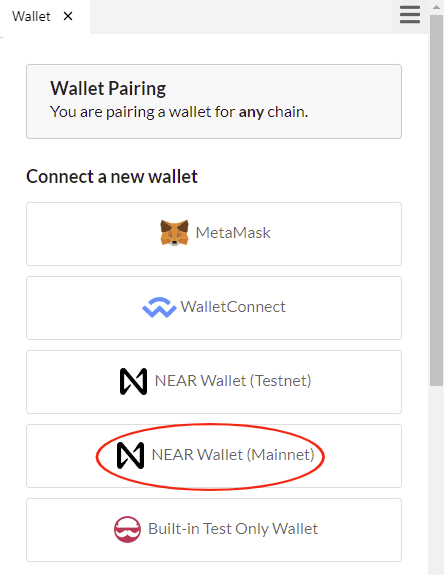 Wallet ✕
Wallet Pairing
You are pairing a wallet for any chain.
Connect a new wallet
MetaMask
WalletConnect
NEAR Wallet (Testnet)
NEAR Wallet (Mainnet)
Built-in Test Only Wallet